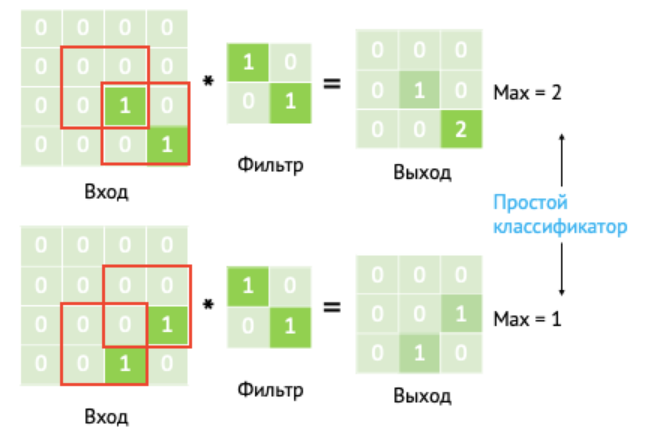 0 0 0 0
0 0 0 0
0 0 1 0
0 0 0 1
*
1 0
0 1
=
0 0 0
0 1 0
0 0 2
Max = 2
Вход
Фильтр
Выход
Простой
классификатор
0 0 0 0
0 0 0 0
0 0 0 1
0 0 1 0
*
1 0
0 1
=
0 0 0
0 0 1
0 1 0
Max = 1
Вход
Фильтр
Выход